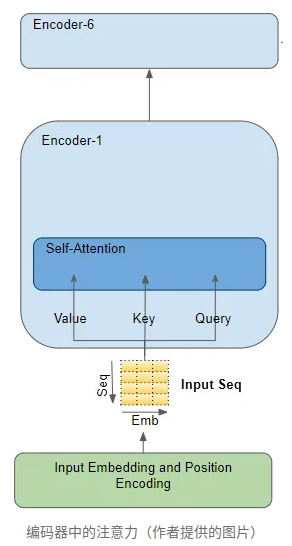 Encoder-6
Encoder-1
Self-Attention
Value Key Query
Seq
Input Seq
Emb
Input Embedding and Position
Encoding
编码器中的注意力（作者提供的图片）